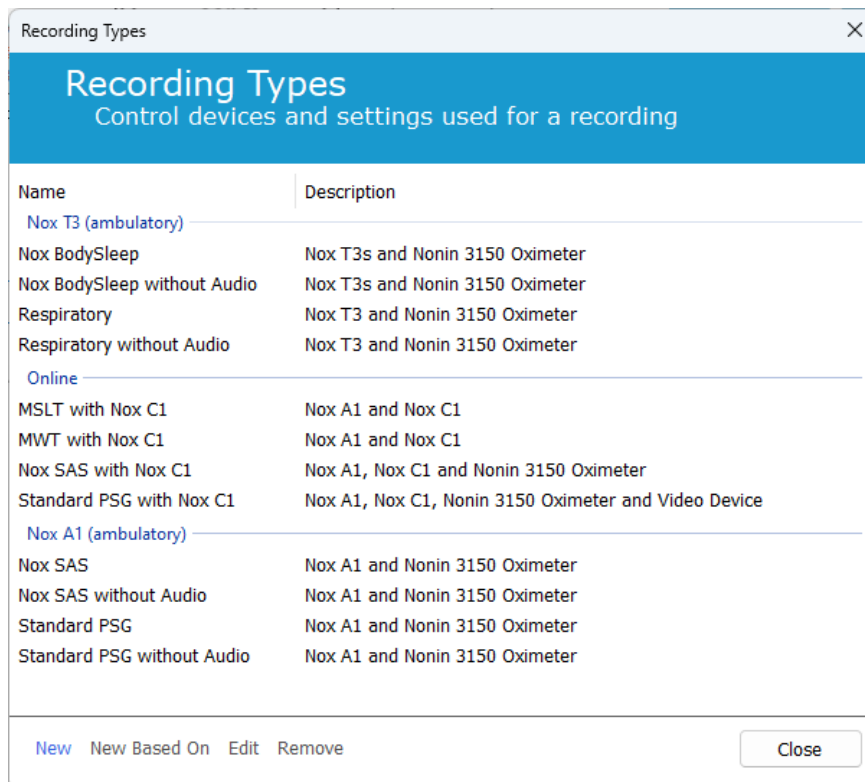 Recording Types
Recording Types
Control devices and settings used for a recording
Name Description
Nox T3 (ambulatory)
Nox BodySleep Nox T3s and Nonin 3150 Oximeter
Nox BodySleep without Audio Nox T3s and Nonin 3150 Oximeter
Respiratory Nox T3 and Nonin 3150 Oximeter
Respiratory without Audio Nox T3 and Nonin 3150 Oximeter
Online
MSLT with Nox C1 Nox A1 and Nox C1
MWT with Nox C1 Nox A1 and Nox C1
Nox SAS with Nox C1 Nox A1, Nox C1 and Nonin 3150 Oximeter
Standard PSG with Nox C1 Nox A1, Nox C1, Nonin 3150 Oximeter and Video Device
Nox A1 (ambulatory)
Nox SAS Nox A1 and Nonin 3150 Oximeter
Nox SAS without Audio Nox A1 and Nonin 3150 Oximeter
Standard PSG Nox A1 and Nonin 3150 Oximeter
Standard PSG without Audio Nox A1 and Nonin 3150 Oximeter
New New Based On Edit Remove Close